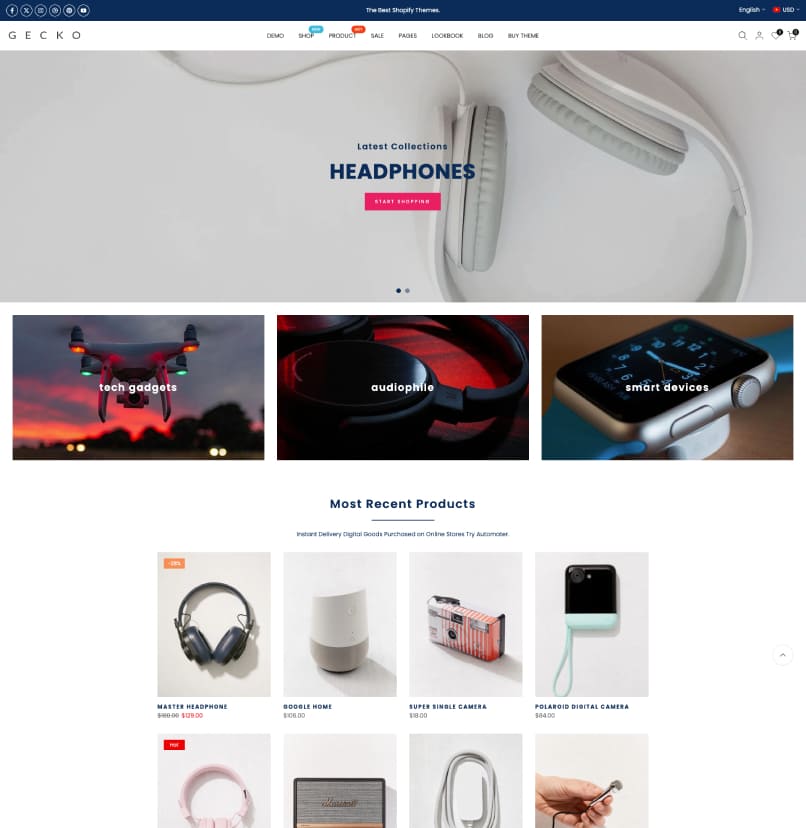 The Best Shopify Themes.
English
USD
GECKO
DEMO
SHOP
NEW
PRODUCT
HOT
SALE
PAGES
LOOKBOOK
BLOG
BUY THEME
0
0
Latest Collections
HEADPHONES
START SHOPPING
tech gadgets
audiophile
smart devices
Most Recent Products
Instant Delivery Digital Goods Purchased on Online Stores Try Automater.
-28%
MASTER HEADPHONE
$180.00 $129.00
GOOGLE HOME
$106.00
SUPER SINGLE CAMERA
$18.00
POLAROID DIGITAL CAMERA
$84.00
Hot
Marshall